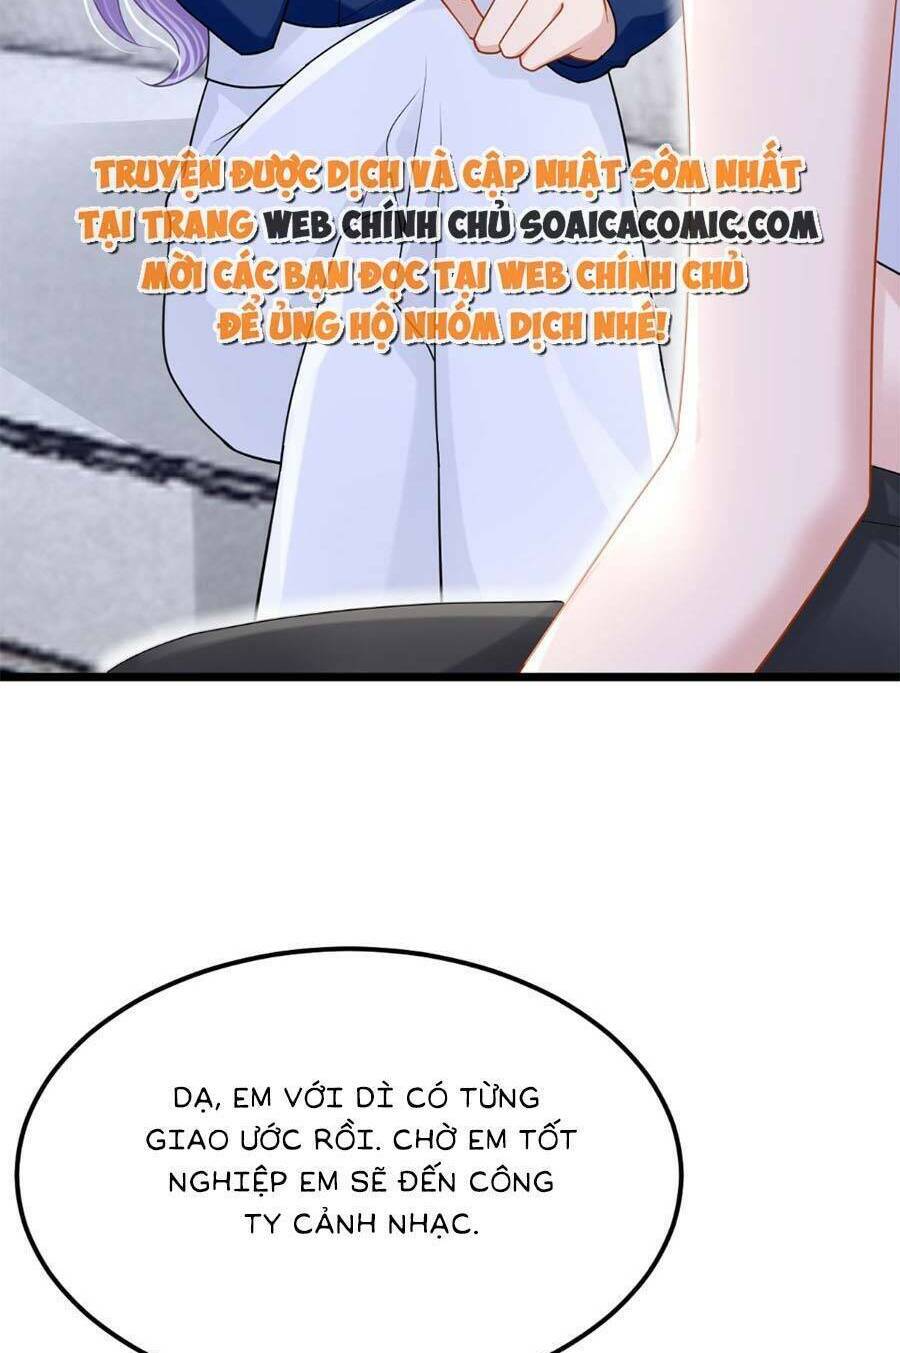 TRUYỆN ĐƯỢC DỊCH VÀ CẬP NHẬT SỚM NHẤT
TẠI TRANG WEB CHÍNH CHỦ SOAICACOMIC.COM
MỜI CÁC BẠN ĐỌC TẠI WEB CHÍNH CHỦ
ĐỂ ỦNG HỘ NHÓM DỊCH NHÉ!
DẠ, EM VỚI DÌ CÓ TỪNG
GIAO ƯỚC RỒI. CHỜ EM TỐT
NGHIỆP EM SẼ ĐẾN CÔNG
TY CẢNH NHẠC.